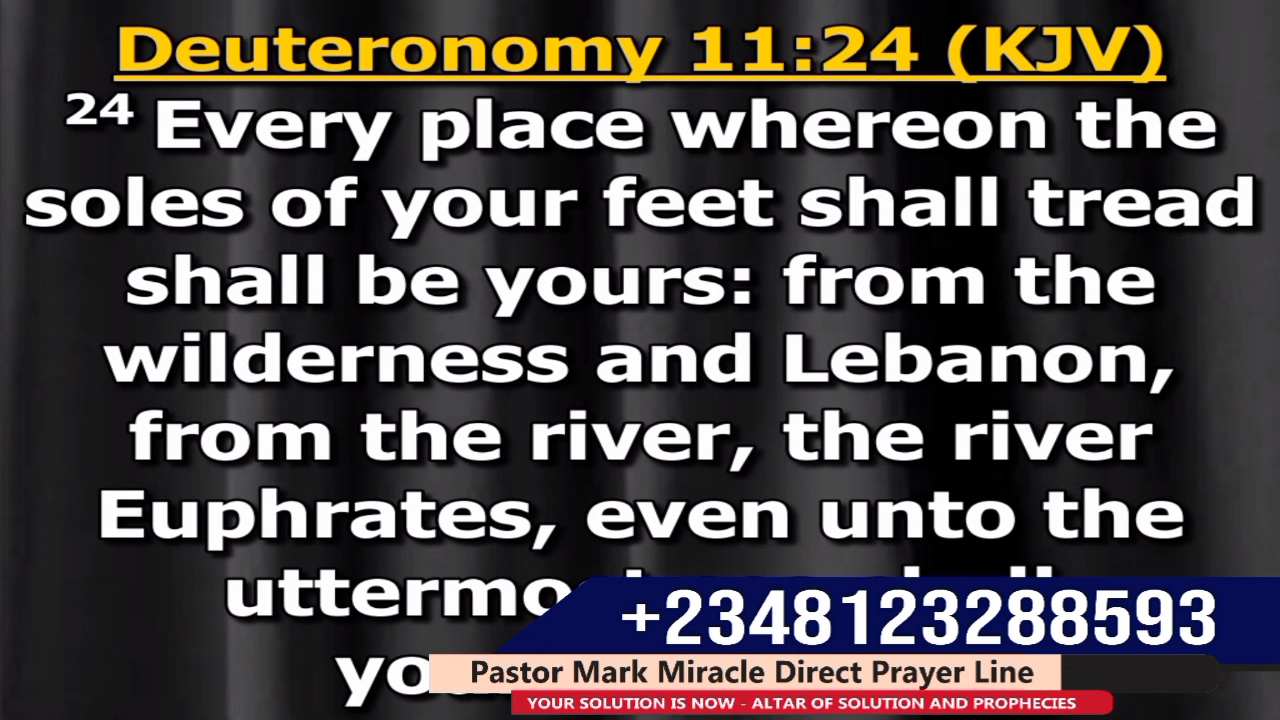 Deuteronomy 11:24 (KJV)
24 Every place whereon the
soles of your feet shall tread
shall be yours: from the
wilderness and Lebanon,
from the river, the river
Euphrates, even unto the
+2348123288593
Pastor Mark Miracle Direct Prayer Line
YOUR SOLUTION IS NOW - ALTAR OF SOLUTION AND PROPHECIES